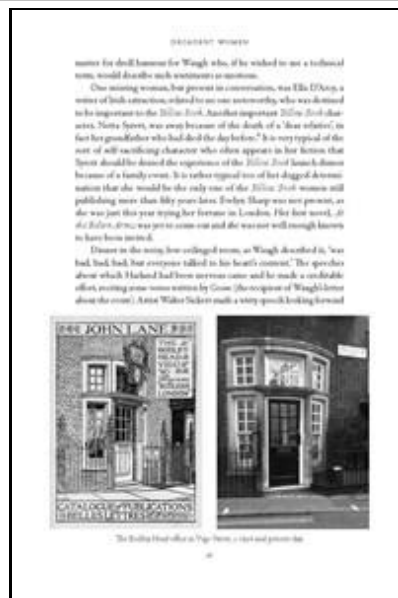 DECADENT WOMEN
matter for droll humour for Waugh who, if he wished to use a technical
term, would describe such sentiments as
One missing woman, but present in conversation, was Ella D'Arcy, a
writer of Irish extraction, related to no one noteworthy, who was destined
to be important to the Yellow Book. Another important Yellow Book char-
acter, Netta Syrett, was away because of the death of a 'dear relative', in
fact her grandfather who had died the day before. It is very typical of the
sort of self-sacrificing character who often appears in her fiction that
Syrett should be denied the experience of the Yellow Book launch dinner
because of a family event. It is rather typical too of her dogged determi-
nation that she would be the only one of the Yellow Book women still
publishing more than fifty years later. Evelyn Sharp was not present, as
she was just this year trying her fortune in London. Her first novel, At
the Relton Arms, was yet to come out and she was not well enough known
to have been invited.
Dinner in the noisy, low-ceilinged room, as Waugh described it, 'was
bad, bad, bad, but everyone talked to his heart's content.' The speeches
about which Harland had been nervous came and he made a creditable
effort, reciting some verses written by Gosse (the recipient of Waugh's letter
about the event). Artist Walter Sickert made a witty speech looking forward
JOHN LANE
THE
BODLEY
HEAD
VIGO ST
LONDON
CATALOGUE of PUBLICATIONS
in BELLES LETTRES
The Bodley Head office in Vigo Street, and present day.